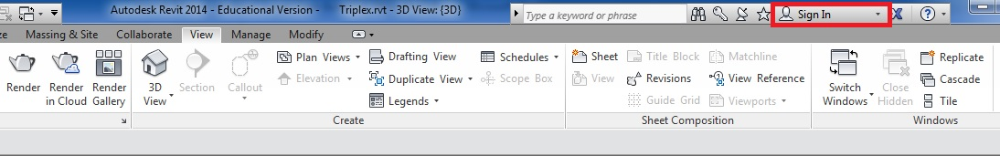 Autodesk Revit 2014 - Educational Version - Triplex.rvt - 3D View: {3D}
Type a keyword or phrase
Sign In
Massing & Site
Collaborate
View
Manage
Modify
Render
Render in Cloud
Render Gallery
3D View
Section
Callout
Plan Views
Elevation
Drafting View
Duplicate View
Legends
Schedules
Scope Box
Create
Sheet
View
Title Block
Revisions
Guide Grid
Matchline
View Reference
Viewports
Sheet Composition
Switch Windows
Close Hidden
Replicate
Cascade
Tile
Windows